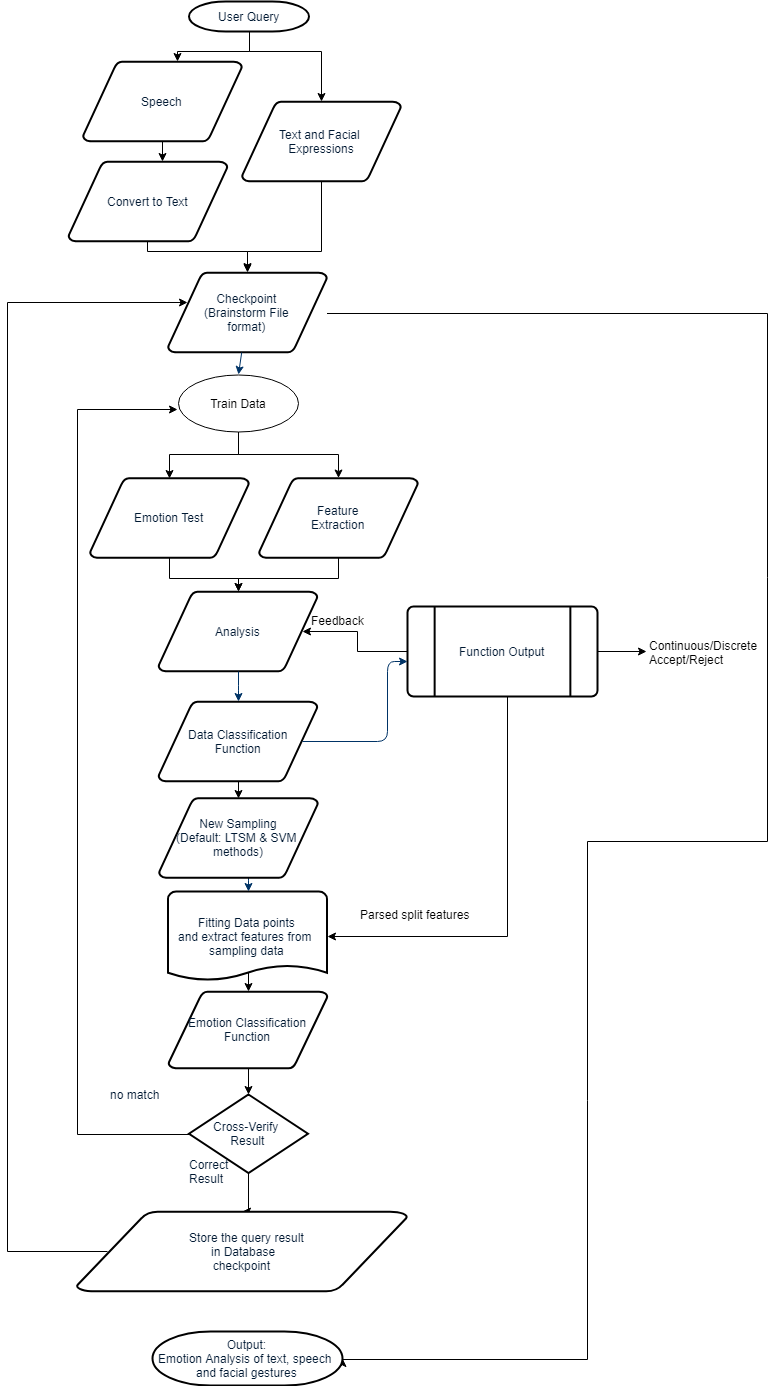 User Query
Speech
Text and Facial
Expressions
Convert to Text
Checkpoint
(Brainstorm File
format)
Train Data
Emotion Test
Feature
Extraction
Analysis
Feedback
Function Output
Continuous/Discrete
Accept/Reject
Data Classification
Function
New Sampling
(Default: LTSM & SVM
methods)
Parsed split features
Fitting Data points
and extract features from
sampling data
Emotion Classification
Function
no match
Cross-Verify
Result
Correct
Result
Store the query result
in Database
checkpoint
Output:
Emotion Analysis of text, speech
and facial gestures